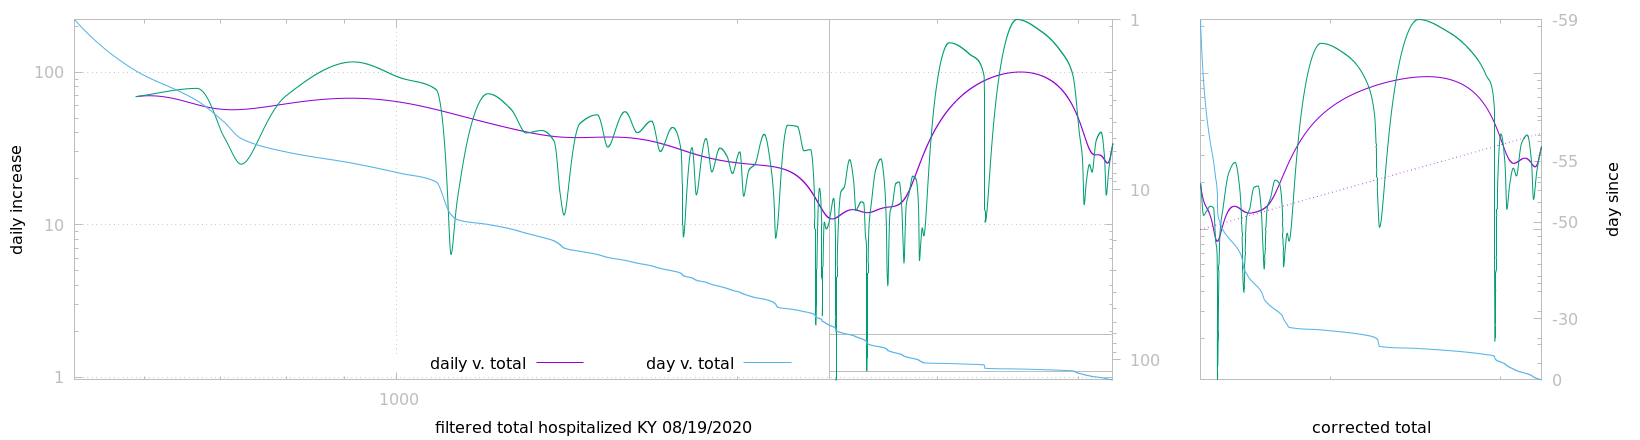 1
-59
100
daily increase
-55
day since
10
10
-50
-30
daily v. total
day v. total
100
1
0
1000
filtered total hospitalized KY 08/19/2020
corrected total